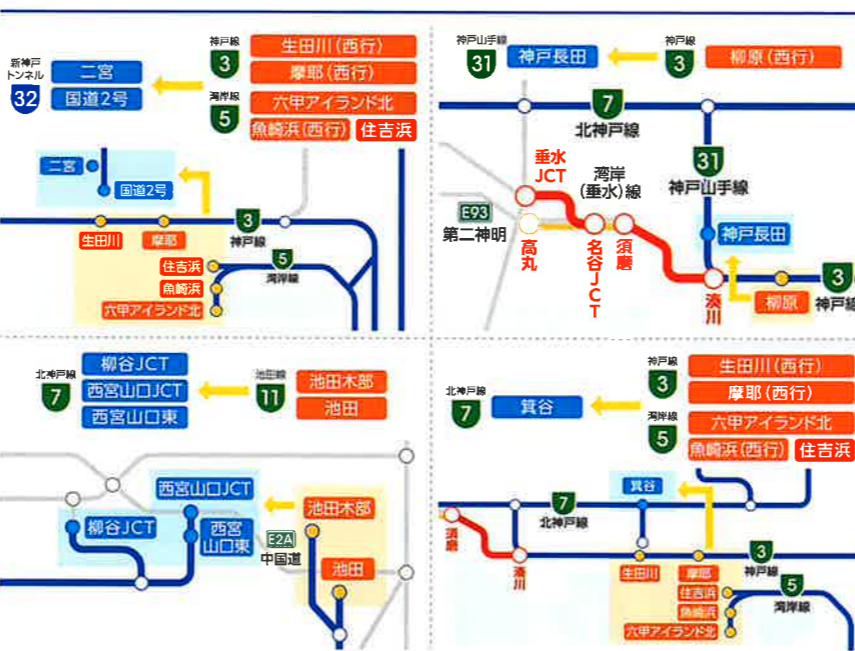 新神戸
トンネル
32
二宮
国道2号
神戸線
3
生田川(西行)
摩耶(西行)
湾岸線
5
六甲アイランド北
魚崎浜(西行)
住吉浜
二宮
国道2号
3
神戸線
生田川
摩耶
住吉浜
5
湾岸線
魚崎浜
六甲アイランド北
神戸山手線
31
神戸長田
神戸線
3
柳原(西行)
7
北神戸線
31
神戸山手線
垂水
JCT
湾岸
(垂水)線
E93
第二神明
高丸
名谷JCT
須磨
神戸長田
湊川
柳原
3
神戸線
北神戸線
7
柳谷JCT
西宮山口JCT
西宮山口東
池田線
11
池田木部
池田
西宮山口JCT
柳谷JCT
西宮
山口東
池田木部
E2A
中国道
池田
北神戸線
7
箕谷
神戸線
3
生田川(西行)
摩耶(西行)
湾岸線
5
六甲アイランド北
魚崎浜(西行)
住吉浜
箕谷
7
北神戸線
須磨
湊川
生田川
摩耶
3
神戸線
住吉浜
5
湾岸線
魚崎浜
六甲アイランド北